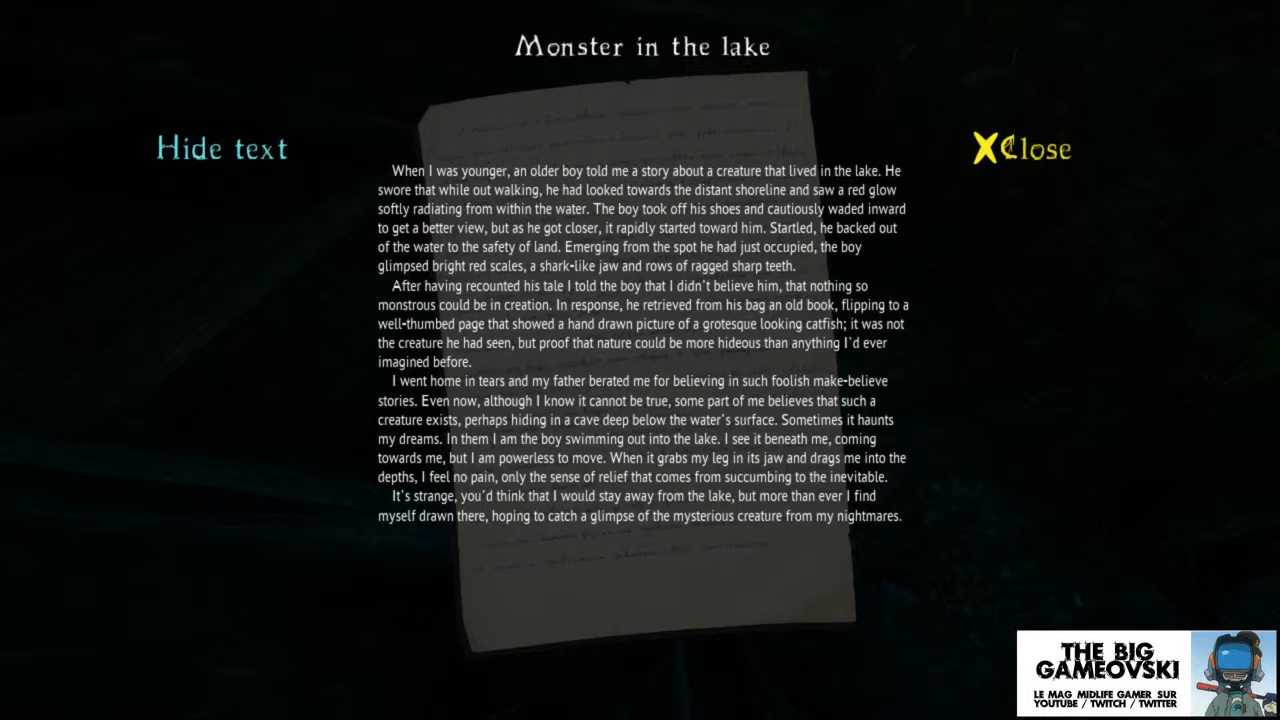 Monster in the lake
Hide text
XClose
When I was younger, an older boy told me a story about a creature that lived in the lake. He
swore that while out walking, he had looked towards the distant shoreline and saw a red glow
softly radiating from within the water. The boy took off his shoes and cautiously waded inward
to get a better view, but as he got closer, it rapidly started toward him. Startled, he backed out
of the water to the safety of land. Emerging from the spot he had just occupied, the boy
glimpsed bright red scales, a shark-like jaw and rows of ragged sharp teeth.
After having recounted his tale I told the boy that I didn't believe him, that nothing so
monstrous could be in creation. In response, he retrieved from his bag an old book, flipping to a
well-thumbed page that showed a hand drawn picture of a grotesque looking catfish; it was not
the creature he had seen, but proof that nature could be more hideous than anything I'd ever
imagined before.
I went home in tears and my father berated me for believing in such foolish make-believe
stories. Even now, although I know it cannot be true, some part of me believes that such a
creature exists, perhaps hiding in a cave deep below the water's surface. Sometimes it haunts
my dreams. In them I am the boy swimming out into the lake. I see it beneath me, coming
towards me, but I am powerless to move. When it grabs my leg in its jaw and drags me into the
depths, I feel no pain, only the sense of relief that comes from succumbing to the inevitable.
It's strange, you'd think that I would stay away from the lake, but more than ever I find
myself drawn there, hoping to catch a glimpse of the mysterious creature from my nightmares.
THE BIG
GAMEOVSKI
LE MAG MIDLIFE GAMER SUR
YOUTUBE / TWITCH / TWITTER